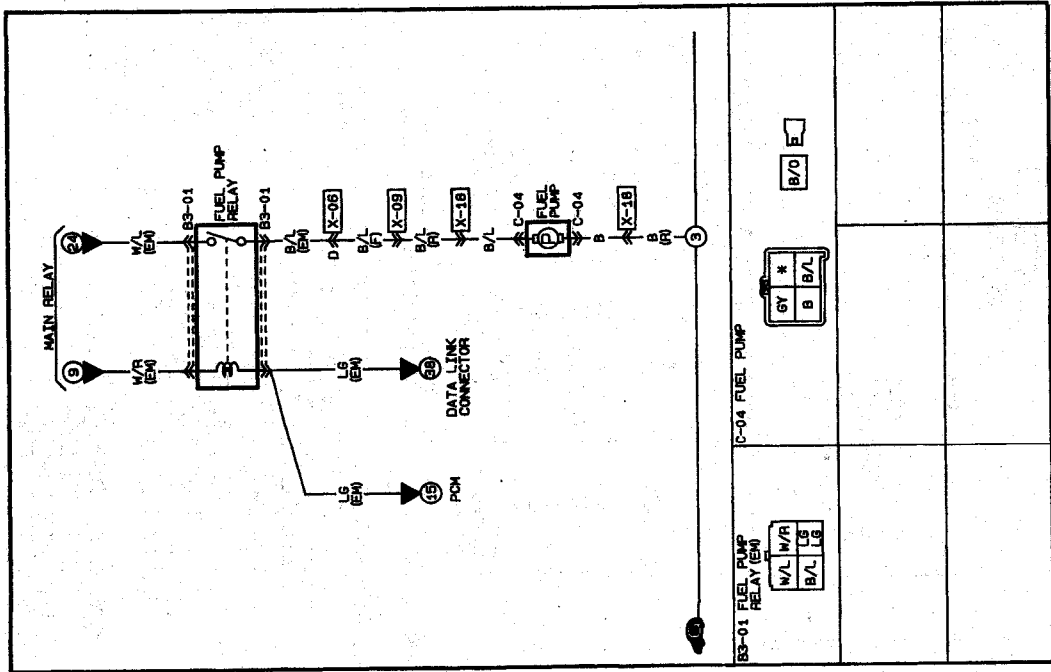 MAIN RELAY
9
24
W/R
(EM)
W/L
(EM)
B3-01
FUEL PUMP
RELAY
B3-01
B/L
(EM)
D
X-06
B/L
(F)
X-09
B/L
(R)
X-18
B/L
C-04
FUEL
PUMP
P
C-04
B
X-18
B
(R)
3
LG
(EM)
38
DATA LINK
CONNECTOR
LG
(EM)
15
PCM
B3-01 FUEL PUMP
RELAY (EM)
W/L W/R
B/L LG
LG
C-04 FUEL PUMP
GY *
B B/L
B/O